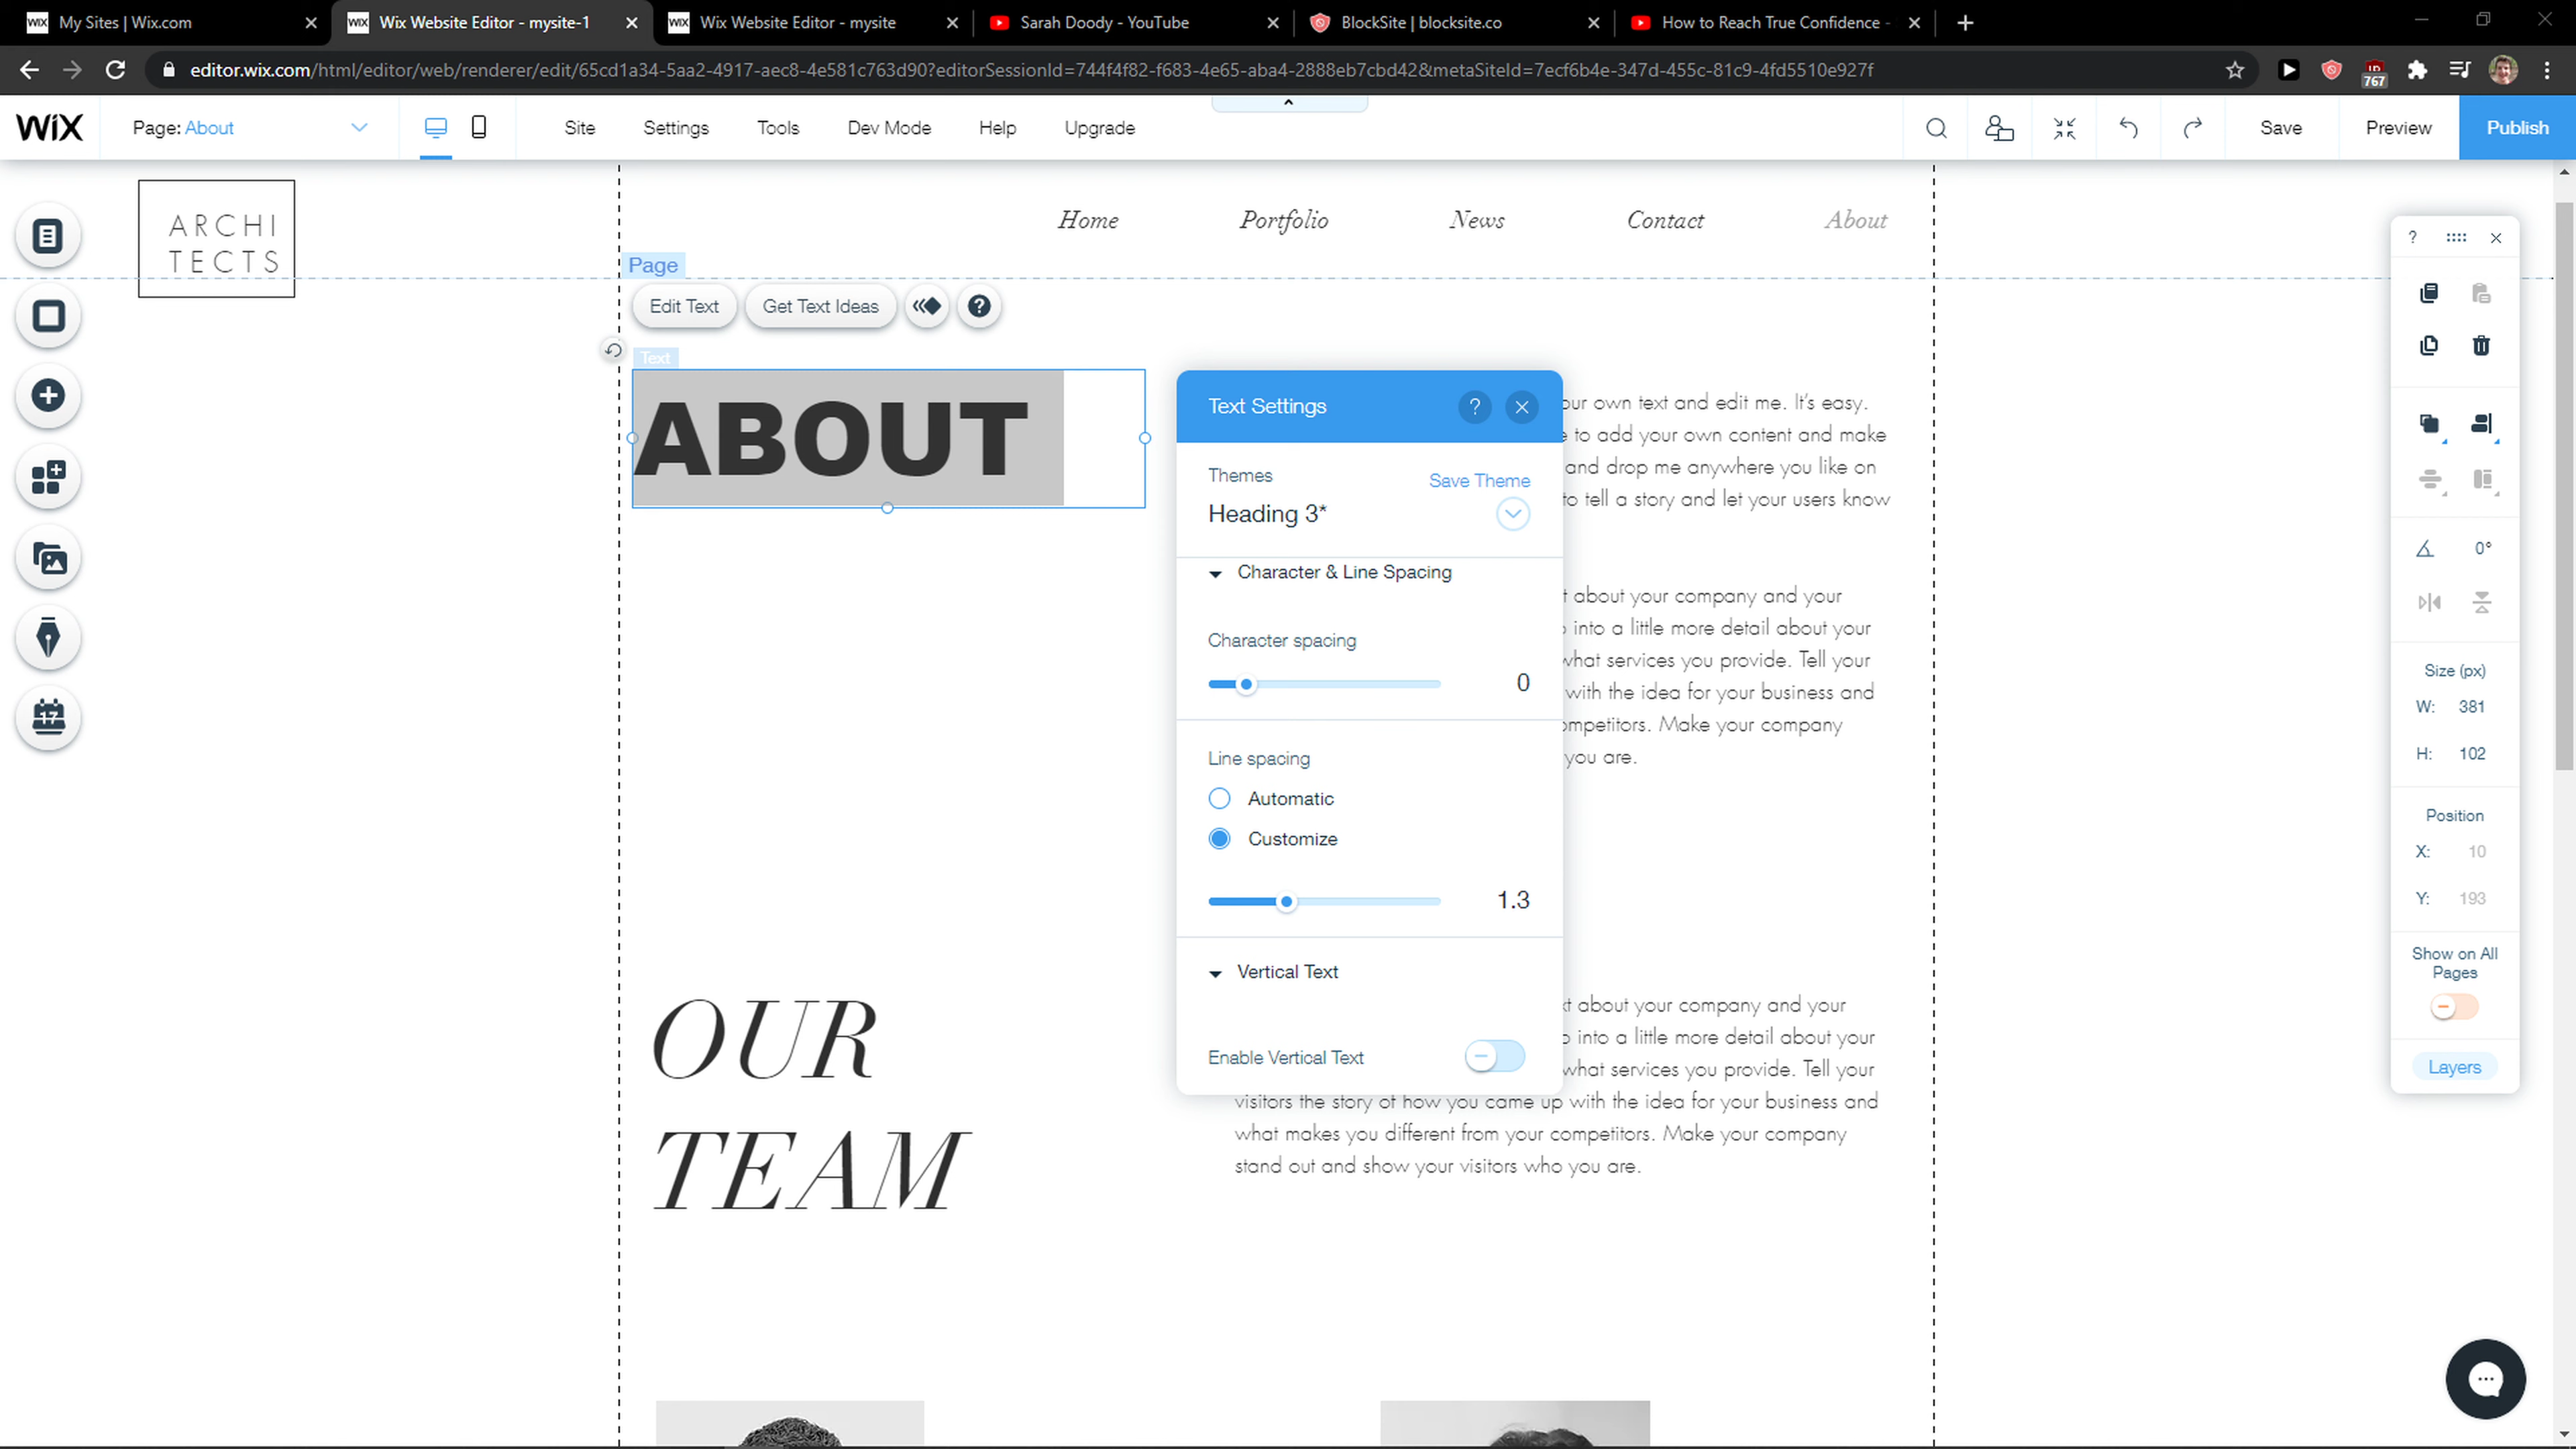 My Sites | Wix.com
Wix Website Editor - mysite-1
Wix Website Editor - mysite
Sarah Doody - YouTube
BlockSite | blocksite.co
How to Reach True Confidence -
editor.wix.com/html/editor/web/renderer/edit/65cd1a34-5aa2-4917-aec8-4e581c763d90?editorSessionId=744f4f82-f683-4e65-aba4-2888eb7cbd42&metaSiteId=7ecf6b4e-347d-455c-81c9-4fd5510e927f
767
WiX
Page: About
Site
Settings
Tools
Dev Mode
Help
Upgrade
Save
Preview
Publish
ARCHI
TECTS
Home
Portfolio
News
Contact
About
Page
Edit Text
Get Text Ideas
?
Text
ABOUT
Text Settings
?
Themes
Save Theme
Heading 3*
Character & Line Spacing
Character spacing
0
Line spacing
Automatic
Customize
1.3
Vertical Text
Enable Vertical Text
our own text and edit me. It's easy.
to add your own content and make
and drop me anywhere you like on
to tell a story and let your users know
about your company and your
into a little more detail about your
what services you provide. Tell your
with the idea for your business and
ompetitors. Make your company
you are.
OUR
TEAM
xt about your company and your
into a little more detail about your
what services you provide. Tell your
visitors the story of how you came up with the idea for your business and
what makes you different from your competitors. Make your company
stand out and show your visitors who you are.
17
?
0°
Size (px)
W: 381
H: 102
Position
X: 10
Y: 193
Show on All
Pages
Layers